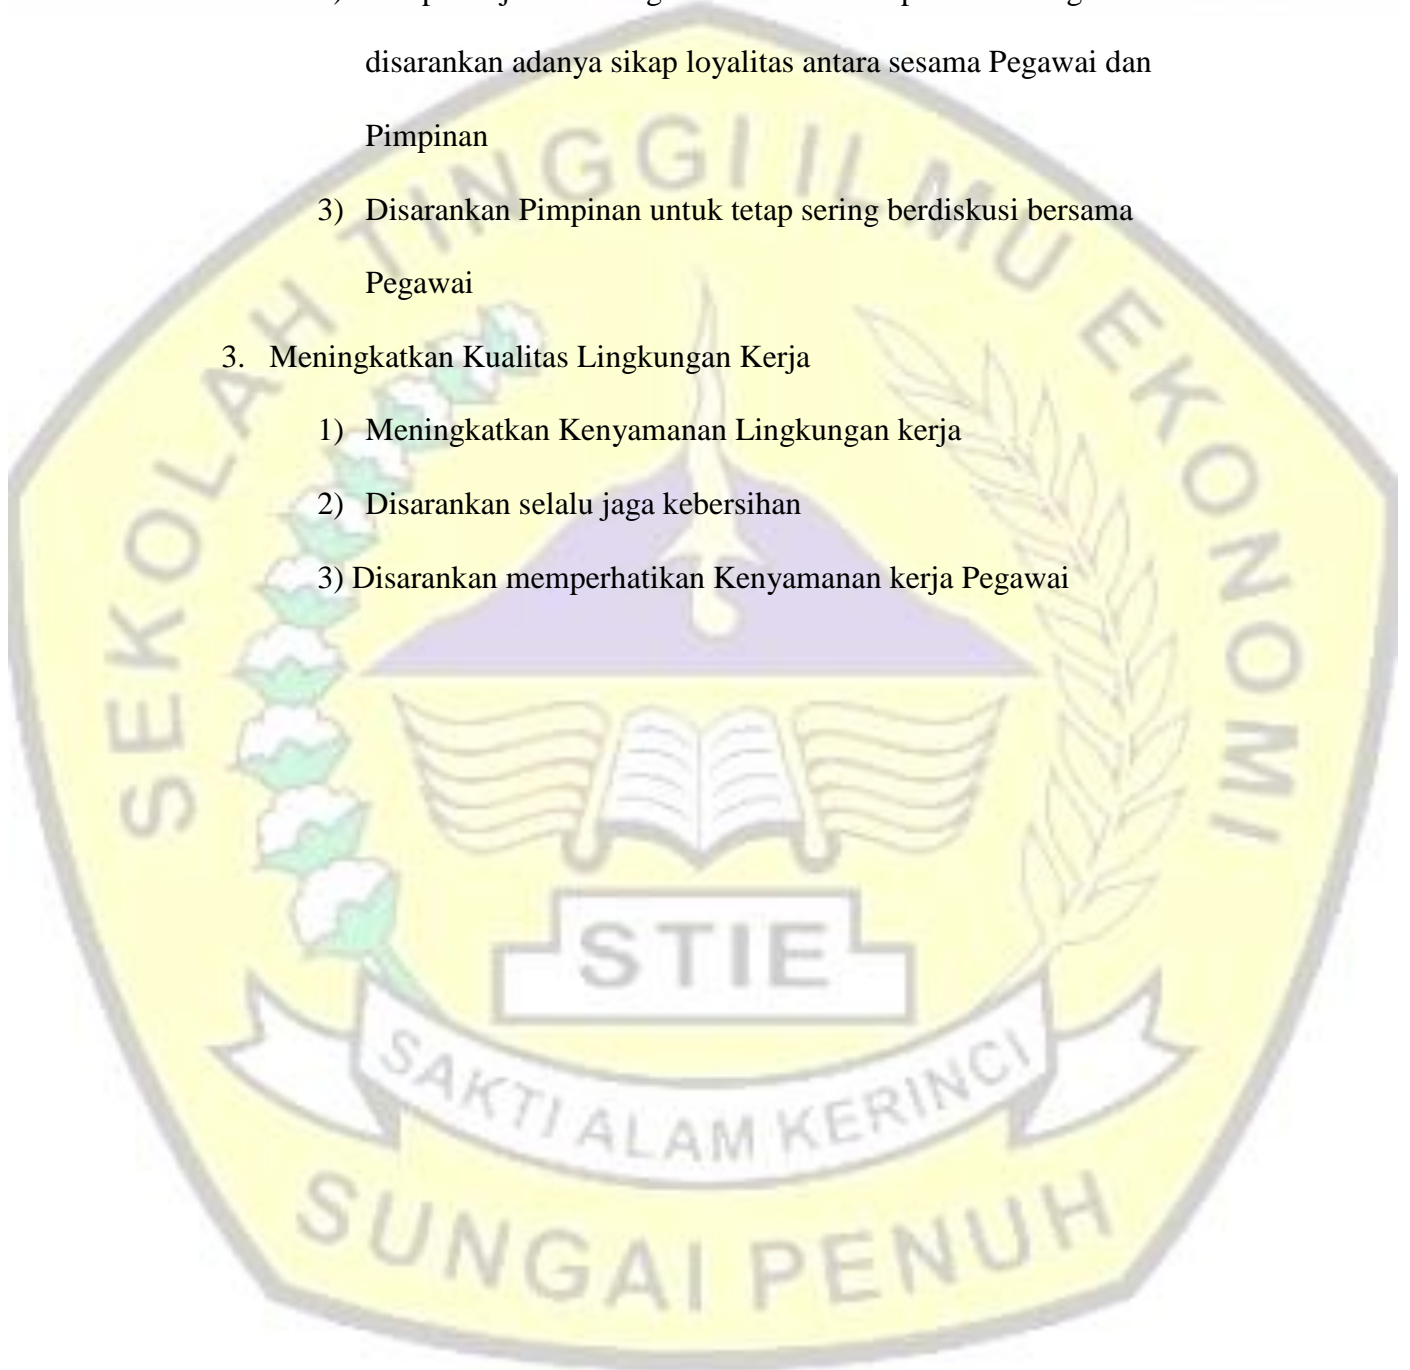 disarankan adanya sikap loyalitas antara sesama Pegawai dan
Pimpinan
3) Disarankan Pimpinan untuk tetap sering berdiskusi bersama
Pegawai
3. Meningkatkan Kualitas Lingkungan Kerja
1) Meningkatkan Kenyamanan Lingkungan kerja
2) Disarankan selalu jaga kebersihan
3) Disarankan memperhatikan Kenyamanan kerja Pegawai
SEKOLAH TINGGI ILMU EKONOMI
STIE
SAKTI ALAM KERINCI
SUNGAI PENUH